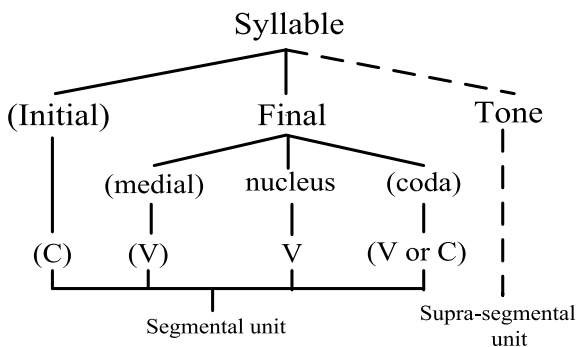 Syllable
(Initial) Final Tone
(medial) nucleus (coda)
(C) (V) V (V or C)
Segmental unit
Supra-segmental
unit